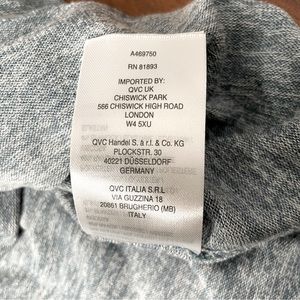 A469750
RN 81893
IMPORTED BY:
QVC UK
CHISWICK PARK
566 CHISWICK HIGH ROAD
LONDON
W4 5XU
QVC Handel S. à r.l. & Co. KG
PLOCKSTR. 30
40221 DÜSSELDORF
GERMANY
QVC ITALIA S.R.L
VIA GUZZINA 18
20861 BRUGHERIO (MB)
ITALY